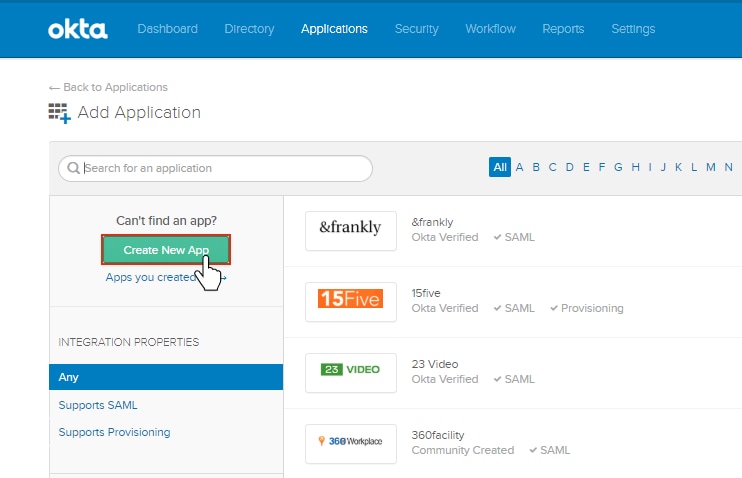 okta Dashboard Directory Applications Security Workflow Reports Settings
← Back to Applications
Add Application
Search for an application
All A B C D E F G H I J K L M N
Can't find an app?
Create New App
Apps you created →
INTEGRATION PROPERTIES
Any
Supports SAML
Supports Provisioning
&frankly
&frankly
Okta Verified ✓ SAML
15Five
15five
Okta Verified ✓ SAML ✓ Provisioning
23 VIDEO
23 Video
Okta Verified ✓ SAML
360 Workplace
360facility
Community Created ✓ SAML